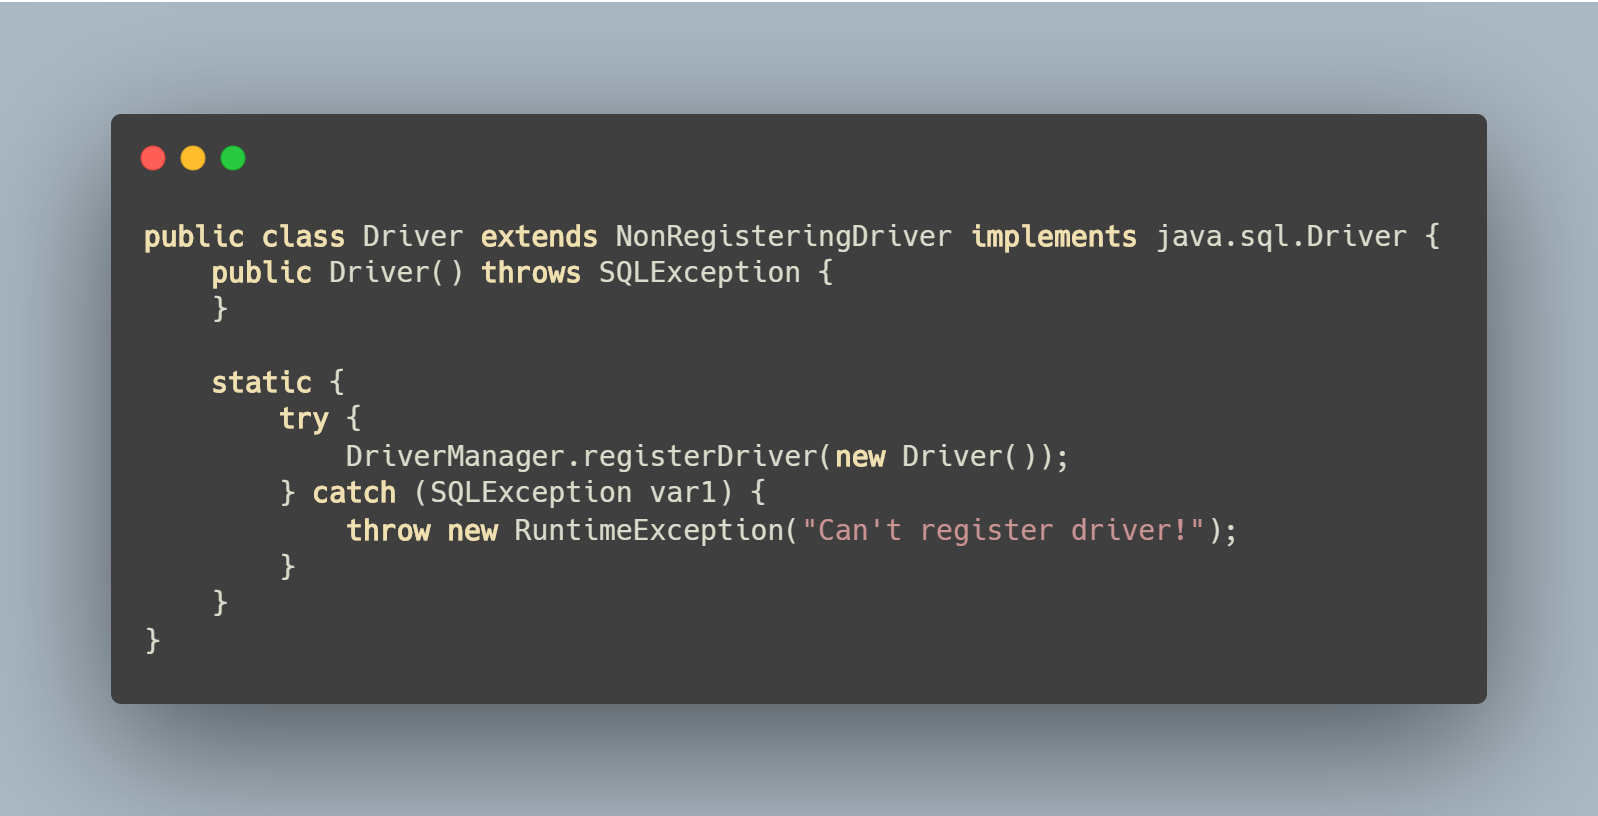 public class Driver extends NonRegisteringDriver implements java.sql.Driver {
    public Driver() throws SQLException {
    }

    static {
        try {
            DriverManager.registerDriver(new Driver());
        } catch (SQLException var1) {
            throw new RuntimeException("Can't register driver!");
        }
    }
}